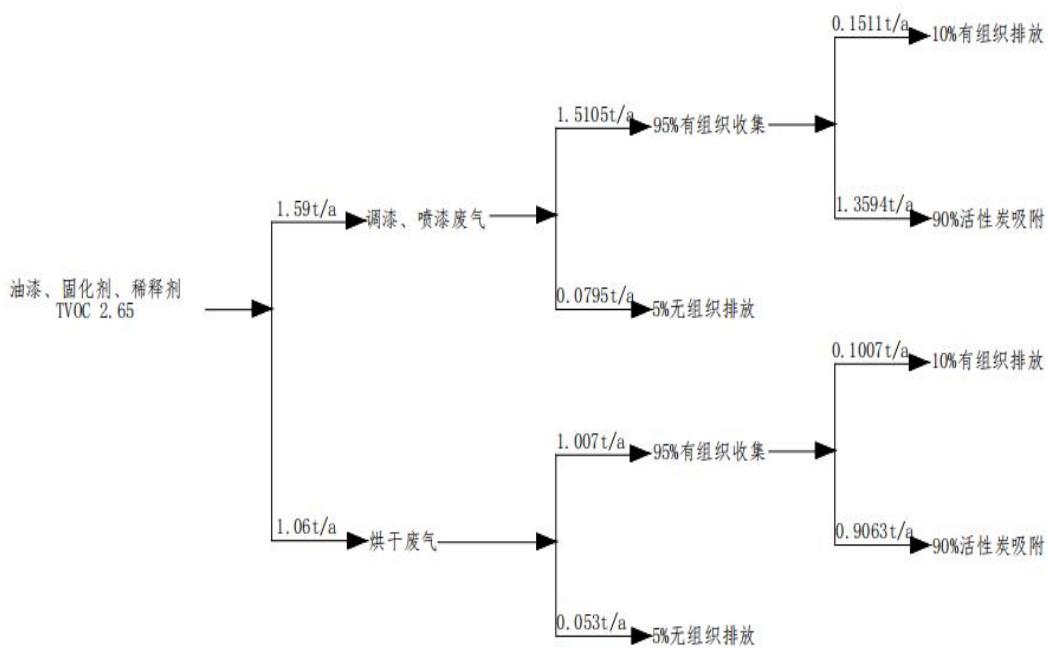 0.1511t/a
10%有组织排放
1.5105t/a
95%有组织收集
1.59t/a
调漆、喷漆废气
1.3594t/a
90%活性炭吸附
油漆、固化剂、稀释剂
TVOC 2.65
0.0795t/a
5%无组织排放
0.1007t/a
10%有组织排放
1.007t/a
95%有组织收集
1.06t/a
烘干废气
0.9063t/a
90%活性炭吸附
0.053t/a
5%无组织排放